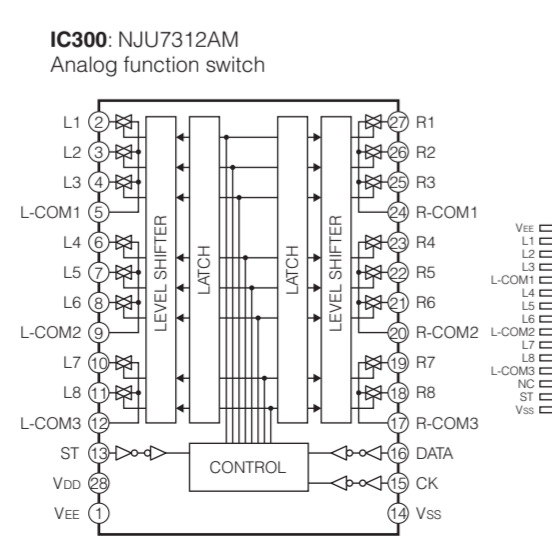 IC300: NJU7312AM
Analog function switch
L1 2 27 R1
L2 3 26 R2
L3 4 25 R3
L-COM1 5 24 R-COM1
L4 6 23 R4
L5 7 22 R5
L6 8 21 R6
L-COM2 9 20 R-COM2
L7 10 19 R7
L8 11 18 R8
L-COM3 12 17 R-COM3
ST 13 16 DATA
VDD 28 15 CK
VEE 1 14 VSS
LEVEL SHIFTER
LATCH
LATCH
LEVEL SHIFTER
CONTROL
VEE
L1
L2
L3
L-COM1
L4
L5
L6
L-COM2
L7
L8
L-COM3
NC
ST
VSS